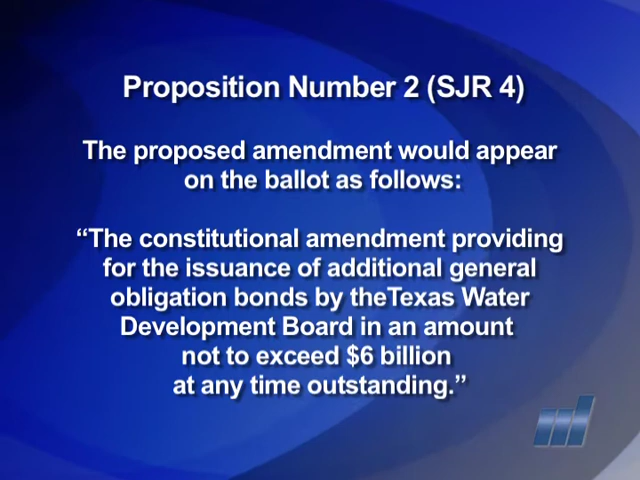 Proposition Number 2 (SJR 4)
The proposed amendment would appear
on the ballot as follows:
“The constitutional amendment providing
for the issuance of additional general
obligation bonds by theTexas Water
Development Board in an amount
not to exceed $6 billion
at any time outstanding.”